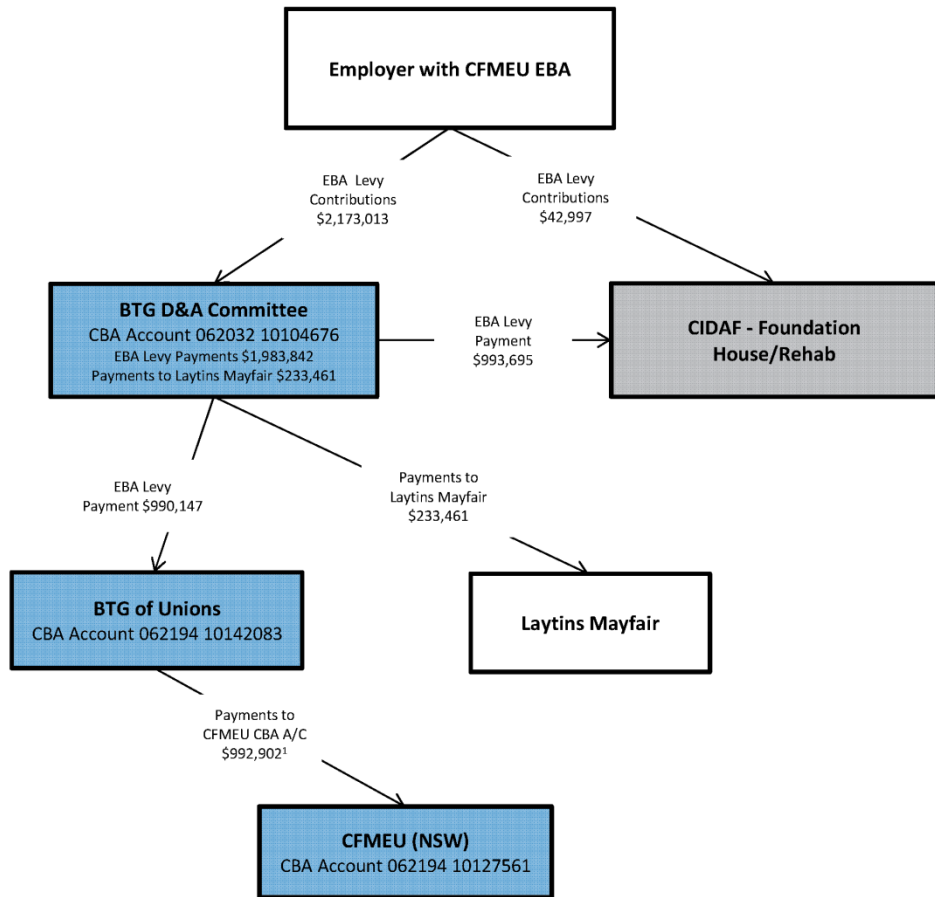 Employer with CFMEU EBA
EBA Levy
Contributions
$2,173,013
EBA Levy
Contributions
$42,997
BTG D&A Committee
CBA Account 062032 10104676
EBA Levy Payments $1,983,842
Payments to Laytins Mayfair $233,461
EBA Levy
Payment
$993,695
CIDAF - Foundation
House/Rehab
EBA Levy
Payment $990,147
Payments to
Laytins Mayfair
$233,461
BTG of Unions
CBA Account 062194 10142083
Laytins Mayfair
Payments to
CFMEU CBA A/C
$992,902¹
CFMEU (NSW)
CBA Account 062194 10127561